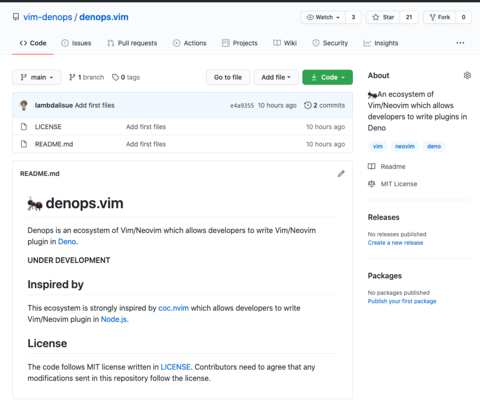 vim-denops / denops.vim
Watch 3 Star 21 Fork 0
Code Issues Pull requests Actions Projects Wiki Security Insights ...
main 1 branch 0 tags Go to file Add file Code
lambdalisue Add first files e4a9355 10 hours ago 2 commits
LICENSE Add first files 10 hours ago
README.md Add first files 10 hours ago
README.md
🐜 denops.vim
Denops is an ecosystem of Vim/Neovim which allows developers to write Vim/Neovim
plugin in Deno.
UNDER DEVELOPMENT
Inspired by
This ecosystem is strongly inspired by coc.nvim which allows developers to write
Vim/Neovim plugin in Node.js.
License
The code follows MIT license written in LICENSE. Contributors need to agree that any
modifications sent in this repository follow the license.
About
🐜An ecosystem of
Vim/Neovim which allows
developers to write plugins in
Deno
vim neovim deno
Readme
MIT License
Releases
No releases published
Create a new release
Packages
No packages published
Publish your first package